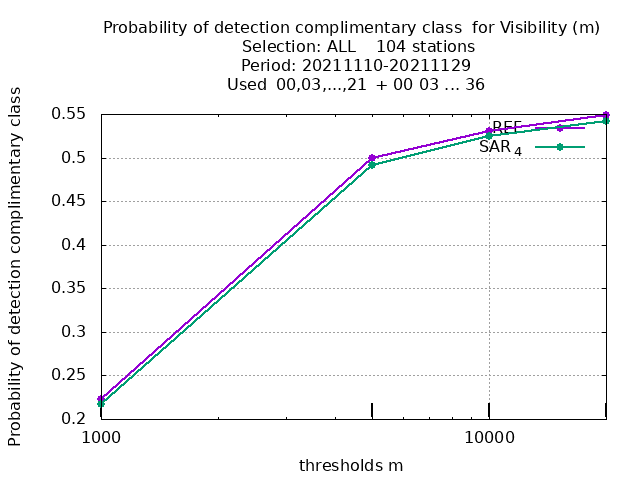 Probability of detection complimentary class for Visibility (m)
Selection: ALL 104 stations
Period: 20211110-20211129
Used 00,03,...,21 + 00 03 ... 36
Probability of detection complimentary class
0.55
0.5
0.45
0.4
0.35
0.3
0.25
0.2
REF
SAR 4
1000
10000
thresholds m